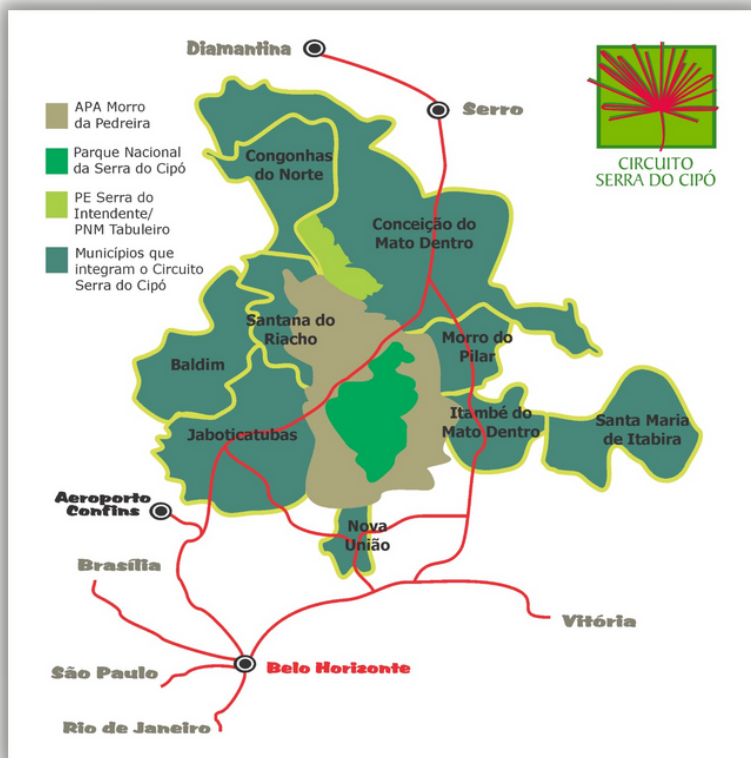 Diamantina
Serro
APA Morro
da Pedreira
Parque Nacional
da Serra do Cipó
PE Serra do
Intendente/
PNM Tabuleiro
Municípios que
integram o Circuito
Serra do Cipó
CIRCUITO
SERRA DO CIPÓ
Congonhas
do Norte
Conceição do
Mato Dentro
Santana do
Riacho
Morro do
Pilar
Baldim
Jaboticatubas
Itambé do
Mato Dentro
Santa Maria
de Itabira
Aeroporto
Confins
Nova
União
Brasília
Vitória
São Paulo
Belo Horizonte
Rio de Janeiro